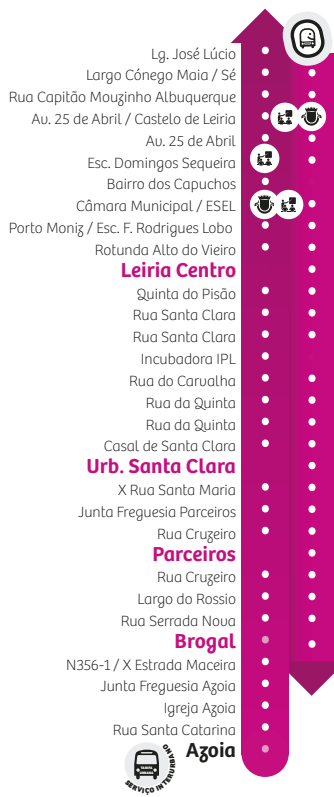 Lg. José Lúcio
Largo Cónego Maia / Sé
Rua Capitão Mouzinho Albuquerque
Av. 25 de Abril / Castelo de Leiria
Av. 25 de Abril
Esc. Domingos Sequeira
Bairro dos Capuchos
Câmara Municipal / ESEL
Porto Moniz / Esc. F. Rodrigues Lobo
Rotunda Alto do Vieiro
Leiria Centro
Quinta do Pisão
Rua Santa Clara
Rua Santa Clara
Incubadora IPL
Rua do Carvalha
Rua da Quinta
Rua da Quinta
Casal de Santa Clara
Urb. Santa Clara
X Rua Santa Maria
Junta Freguesia Parceiros
Rua Cruzeiro
Parceiros
Rua Cruzeiro
Largo do Rossio
Rua Serrada Nova
Brogal
N356-1 / X Estrada Maceira
Junta Freguesia Azoia
Igreja Azoia
Rua Santa Catarina
Azoia
TARIFA
URBANA
SERVIÇO INTERURBANO